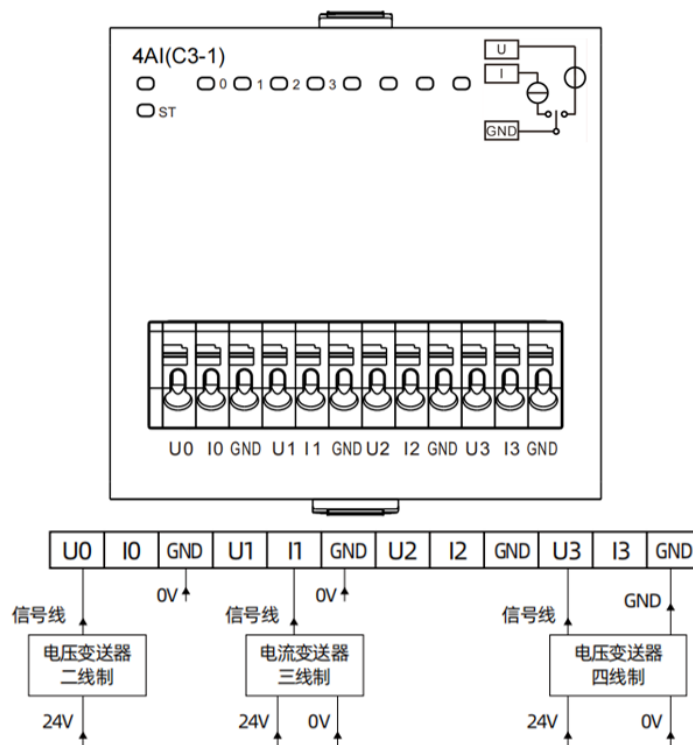 4AI(C3-1)
U
I
GND
0 1 2 3
ST
U0 I0 GND U1 I1 GND U2 I2 GND U3 I3 GND
U0 I0 GND U1 I1 GND U2 I2 GND U3 I3 GND
信号线 0V 信号线 0V 信号线 GND
电压变送器 电流变送器 电压变送器
二线制 三线制 四线制
24V 24V 0V 24V 0V